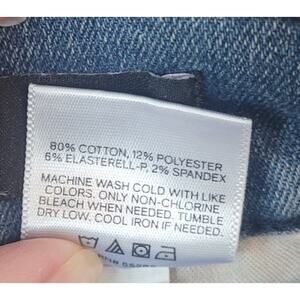 80% COTTON, 12% POLYESTER
6% ELASTERELL-P, 2% SPANDEX
MACHINE WASH COLD WITH LIKE
COLORS. ONLY NON-CHLORINE
BLEACH WHEN NEEDED. TUMBLE
DRY LOW. COOL IRON IF NEEDED.